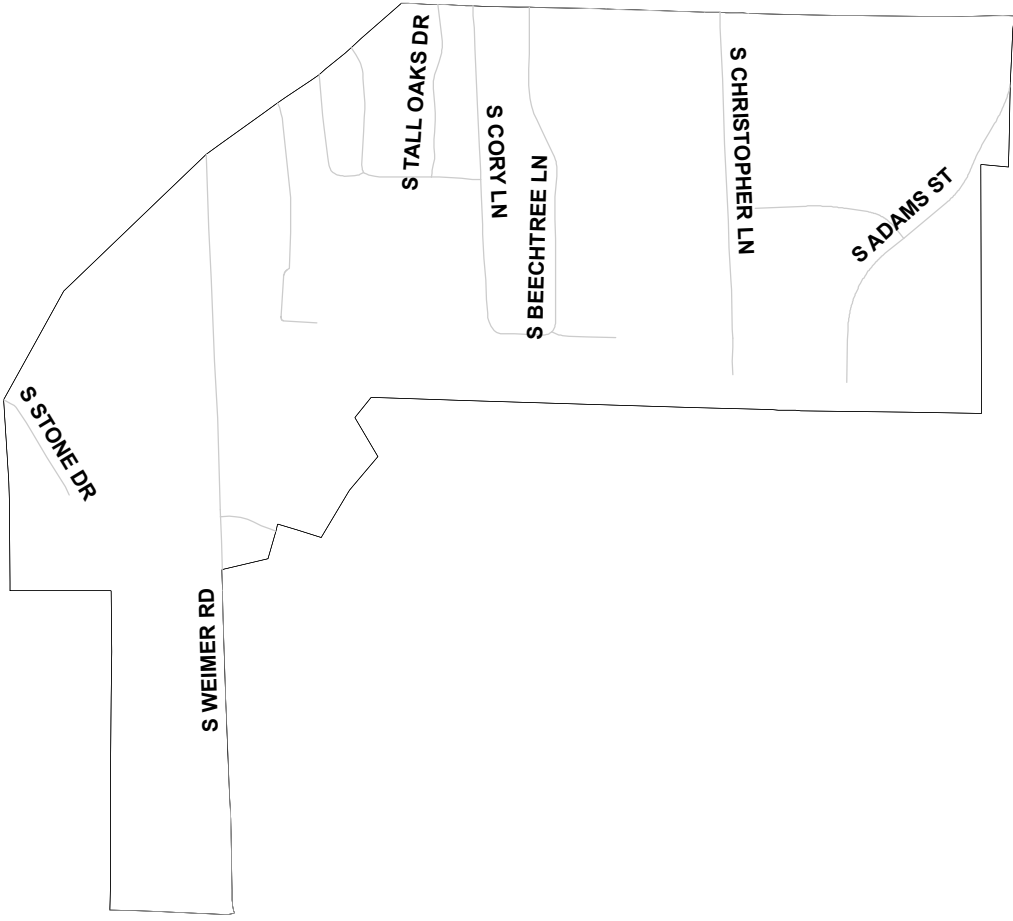 S TALL OAKS DR
S CORY LN
S BEECHTREE LN
S CHRISTOPHER LN
S ADAMS ST
S STONE DR
S WEIMER RD